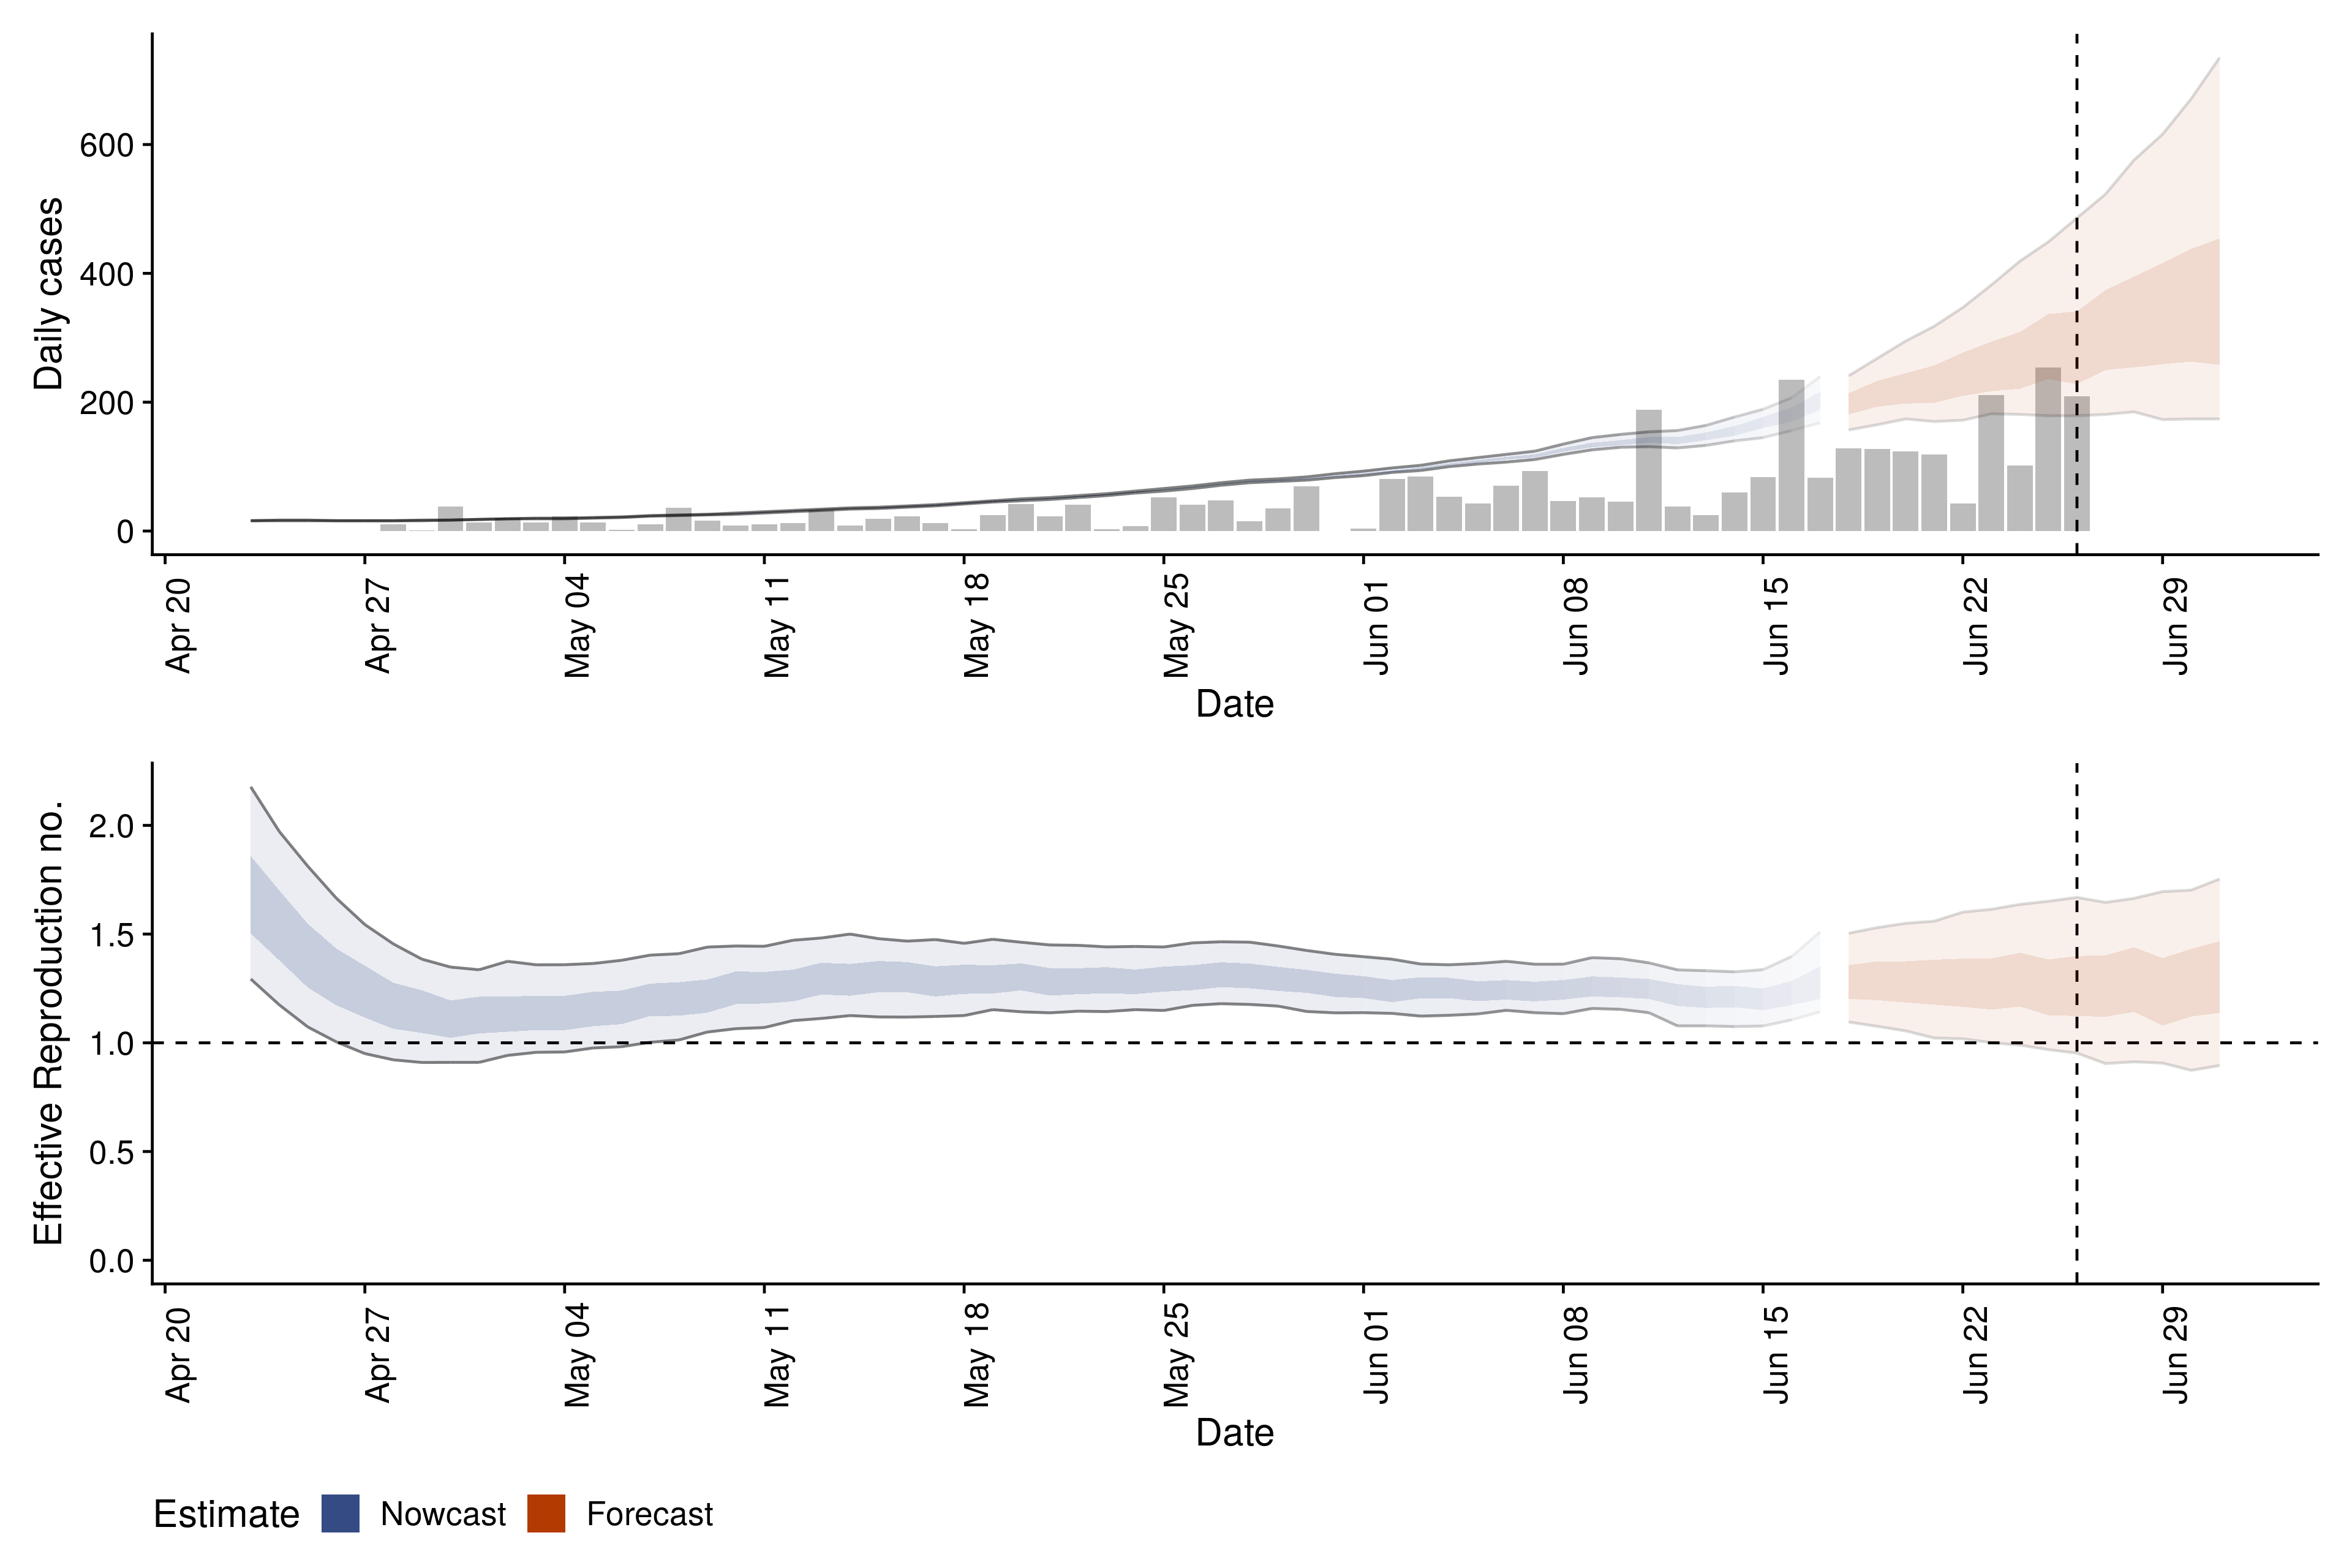 Daily cases
600
400
200
0
Apr 20
Apr 27
May 04
May 11
May 18
May 25
Jun 01
Jun 08
Jun 15
Jun 22
Jun 29
Date
Effective Reproduction no.
2.0
1.5
1.0
0.5
0.0
Apr 20
Apr 27
May 04
May 11
May 18
May 25
Jun 01
Jun 08
Jun 15
Jun 22
Jun 29
Date
Estimate Nowcast Forecast